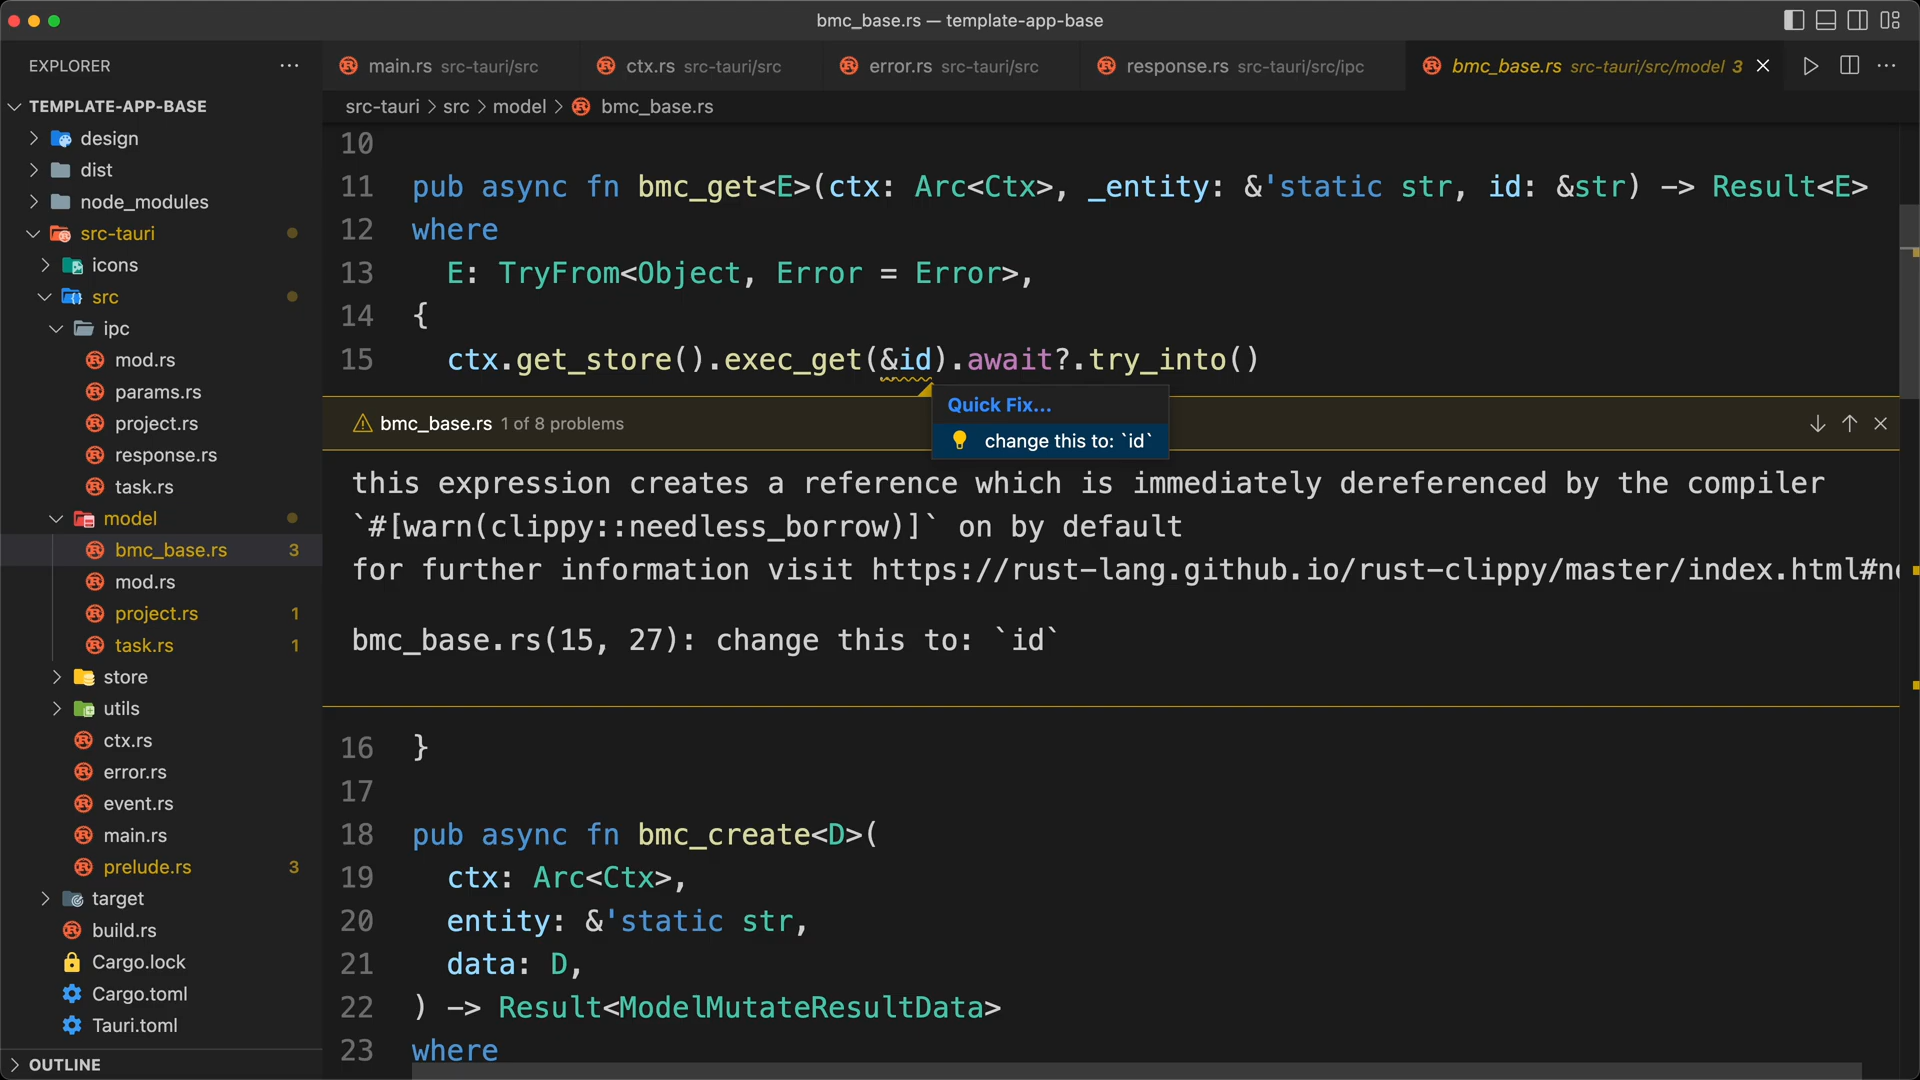 bmc_base.rs — template-app-base
EXPLORER
main.rs src-tauri/src
ctx.rs src-tauri/src
error.rs src-tauri/src
response.rs src-tauri/src/ipc
bmc_base.rs src-tauri/src/model 3
TEMPLATE-APP-BASE
design
dist
node_modules
src-tauri
icons
src
ipc
mod.rs
params.rs
project.rs
response.rs
task.rs
model
bmc_base.rs 3
mod.rs
project.rs 1
task.rs 1
store
utils
ctx.rs
error.rs
event.rs
main.rs
prelude.rs 3
target
build.rs
Cargo.lock
Cargo.toml
Tauri.toml
OUTLINE
src-tauri > src > model > bmc_base.rs
10
11 pub async fn bmc_get<E>(ctx: Arc<Ctx>, _entity: &'static str, id: &str) -> Result<E>
12 where
13 E: TryFrom<Object, Error = Error>,
14 {
15 ctx.get_store().exec_get(&id).await?.try_into()
Quick Fix...
change this to: `id`
bmc_base.rs 1 of 8 problems
this expression creates a reference which is immediately dereferenced by the compiler
`#[warn(clippy::needless_borrow)]` on by default
for further information visit https://rust-lang.github.io/rust-clippy/master/index.html#n
bmc_base.rs(15, 27): change this to: `id`
16 }
17
18 pub async fn bmc_create<D>(
19 ctx: Arc<Ctx>,
20 entity: &'static str,
21 data: D,
22 ) -> Result<ModelMutateResultData>
23 where